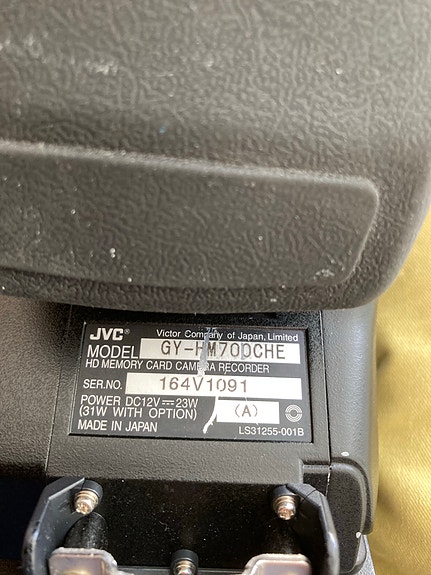 JVC® Victor Company of Japan, Limited
MODEL GY-HM700CHE
HD MEMORY CARD CAMERA RECORDER
SER.NO. 164V1091
POWER DC12V⎓23W
(31W WITH OPTION) (A)
MADE IN JAPAN LS31255-001B